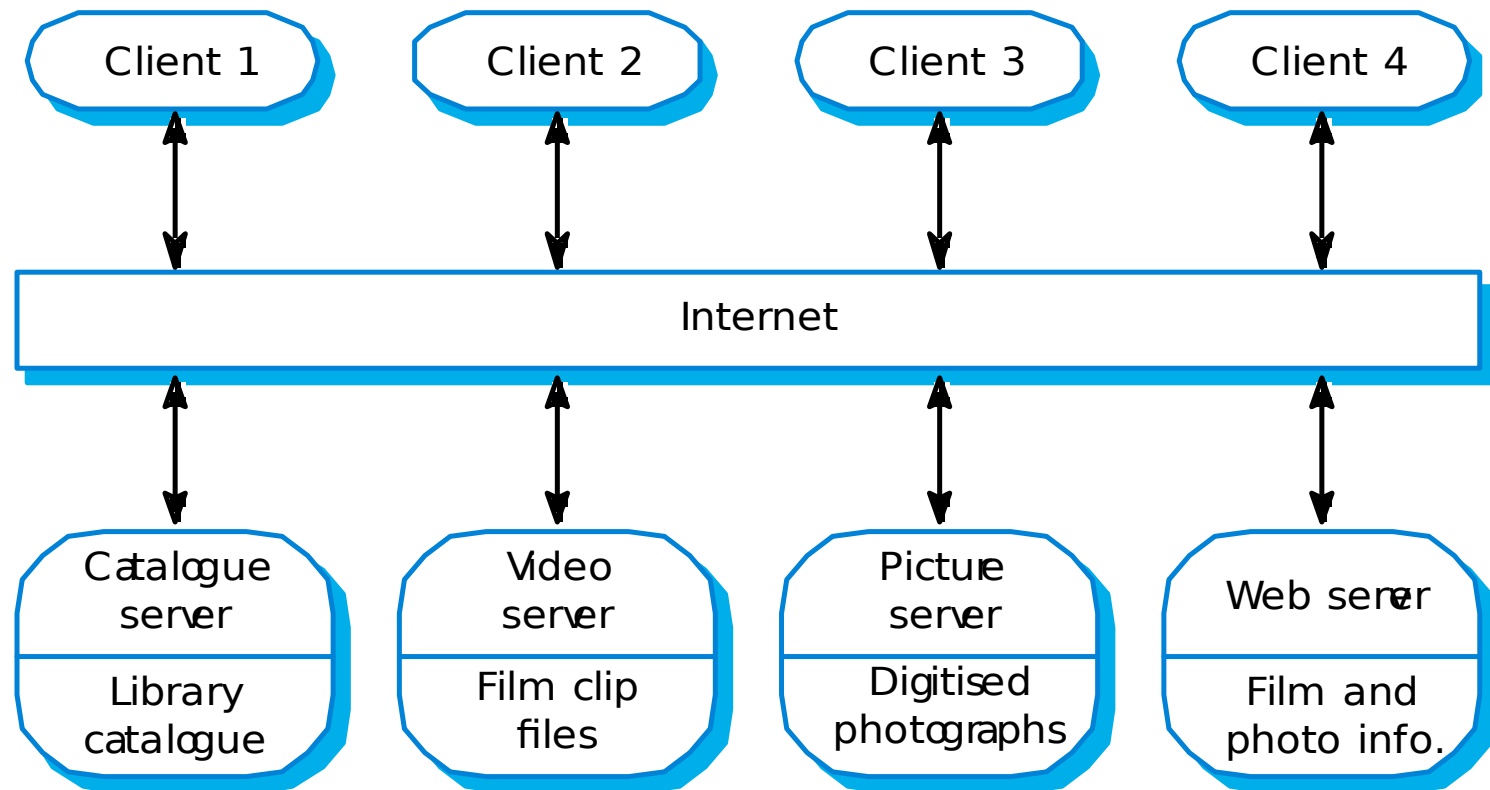 Client 1
Client 2
Client 3
Client 4
Internet
Catalogue
server
Library
catalogue
Video
server
Film clip
files
Picture
server
Digitised
photographs
Web server
Film and
photo info.